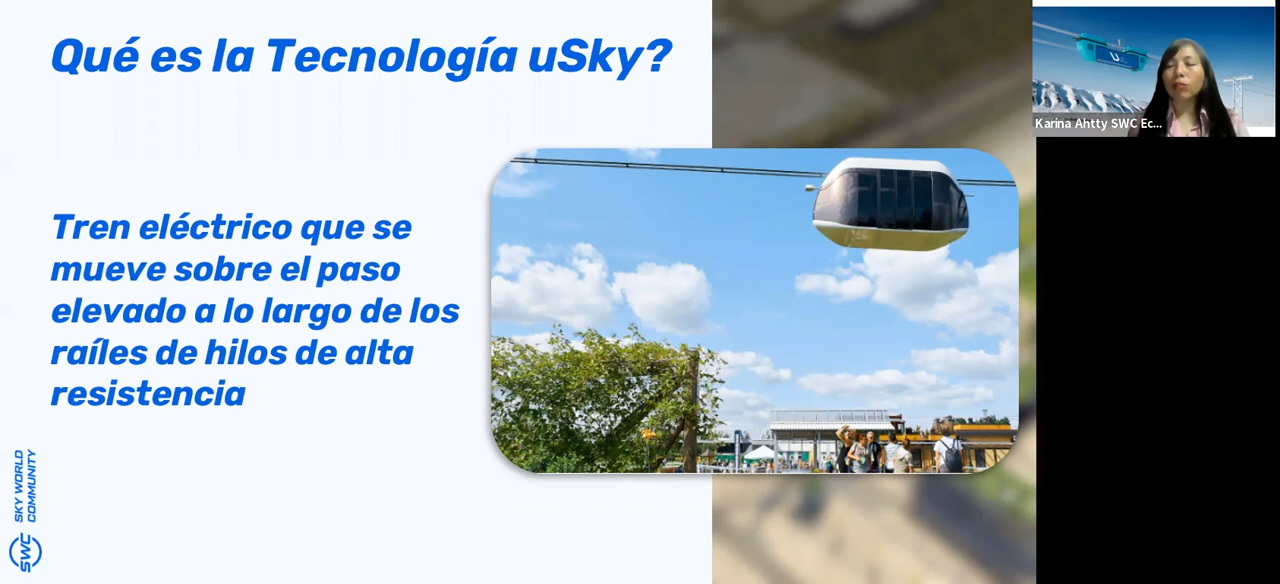 Qué es la Tecnología uSky?
Karina Ahtty SWC Ec...
Tren eléctrico que se
mueve sobre el paso
elevado a lo largo de los
raíles de hilos de alta
resistencia
SKY WORLD
COMMUNITY
SWC